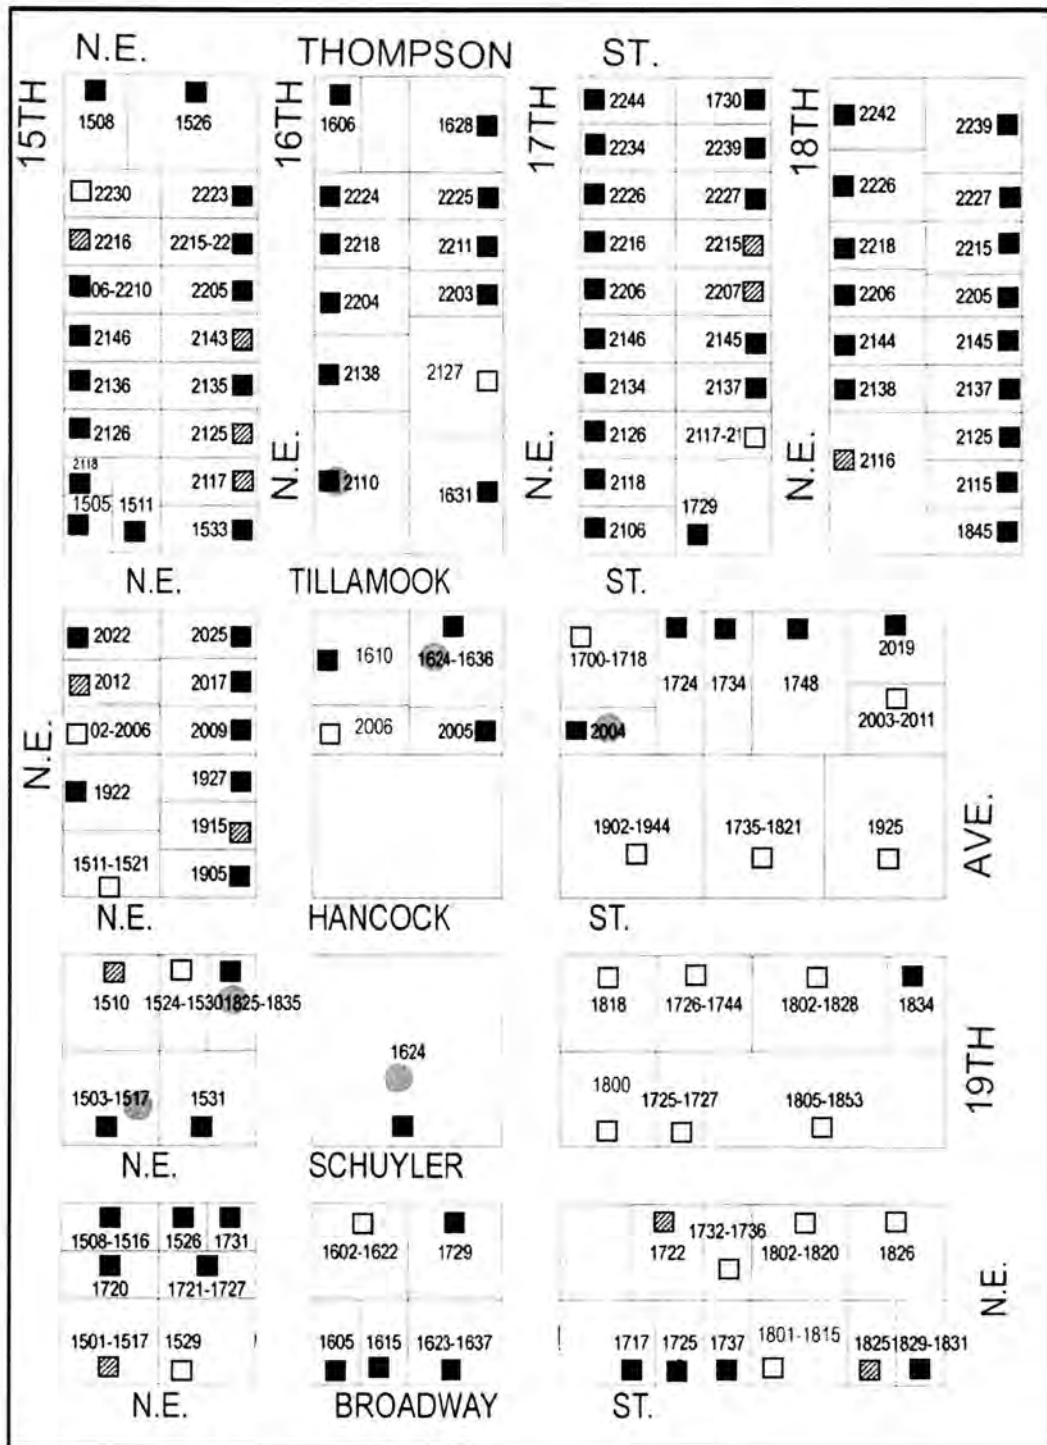 N.E. THOMPSON ST.
15TH 16TH 17TH 18TH
1508 1526 1606 1628 2244 1730 2242 2239
2234 2239
2230 2223 2224 2225 2226 2227 2226 2227
2216 2215-22 2218 2211 2216 2215 2218 2215
06-2210 2205 2204 2203 2206 2207 2206 2205
2146 2143 2146 2145 2144 2145
2136 2135 2138 2127 2134 2137 2138 2137
2126 2125 2126 2117-21 2125
N.E. N.E. N.E.
2118 2117 2110 1631 2118 2116 2115
1505 1511 1533 2106 1729 1845
N.E. TILLAMOOK ST.
2022 2025 1610 1624-1636 1700-1718 1724 1734 1748 2019
2012 2017
02-2006 2009 2006 2005 2004 2003-2011
N.E.
1922 1927
1915 1902-1944 1735-1821 1925
1511-1521 1905
AVE.
N.E. HANCOCK ST.
1510 1524-1530 1825-1835 1818 1726-1744 1802-1828 1834
1624
1503-1517 1531 1800 1725-1727 1805-1853
19TH
N.E. SCHUYLER
1508-1516 1526 1731 1602-1622 1729 1722 1732-1736 1802-1820 1826
1720 1721-1727
N.E.
1501-1517 1529 1605 1615 1623-1637 1717 1725 1737 1801-1815 1825 1829-1831
N.E. BROADWAY ST.